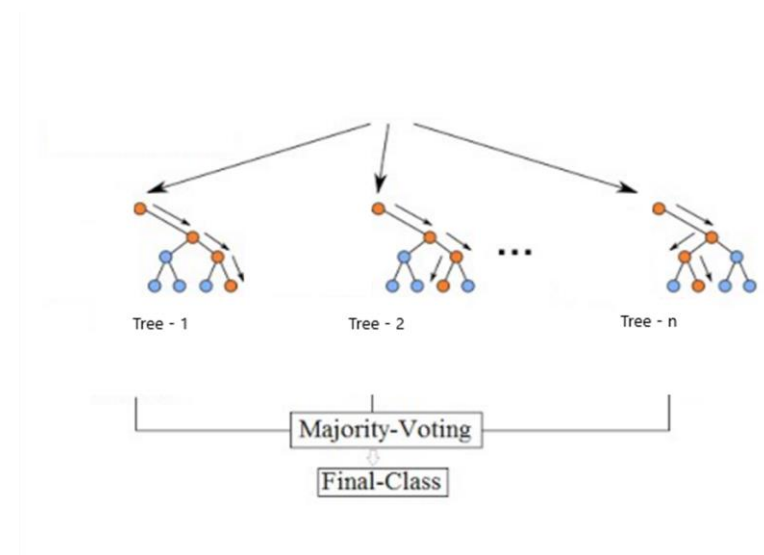 ...
Tree - 1
Tree - 2
Tree - n
Majority-Voting
Final-Class